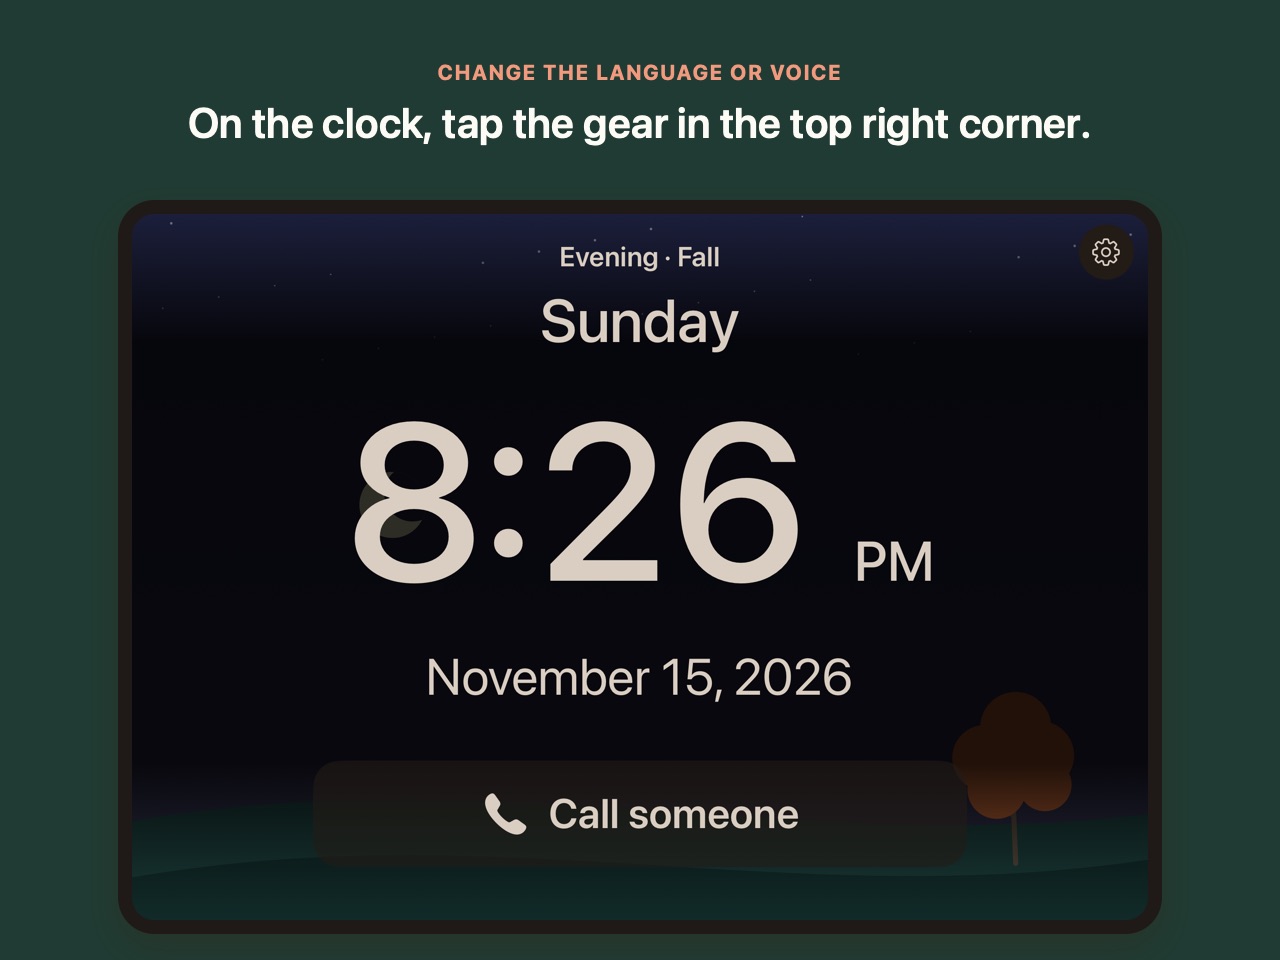 CHANGE THE LANGUAGE OR VOICE
On the clock, tap the gear in the top right corner.
Evening · Fall
Sunday
8:26 PM
November 15, 2026
Call someone